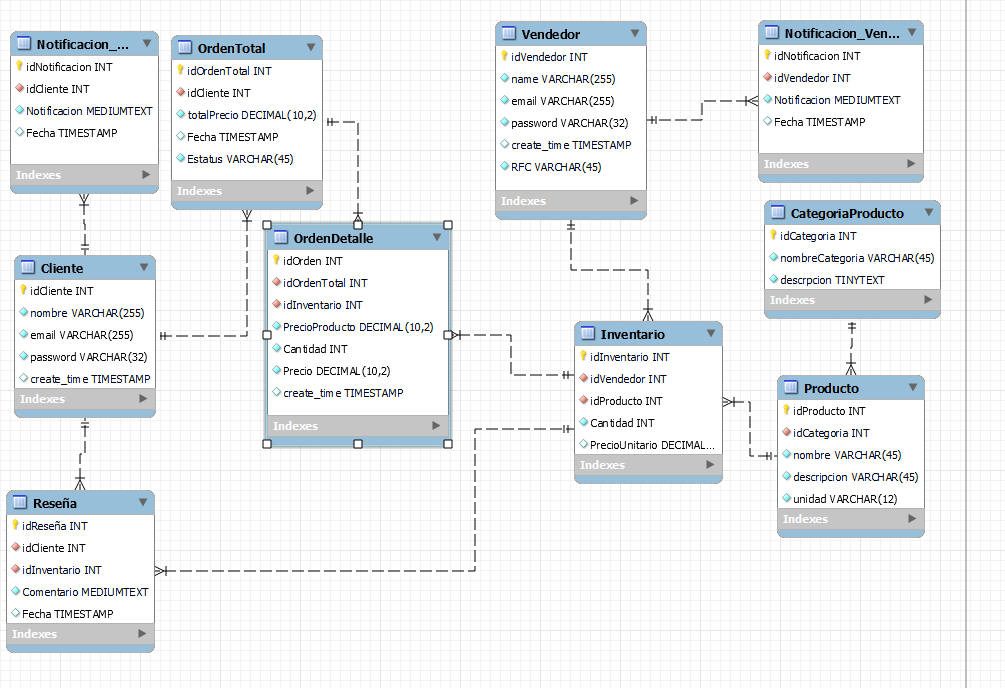 Notificacion_...
idNotificacion INT
idCliente INT
Notificacion MEDIUMTEXT
Fecha TIMESTAMP
Indexes
OrdenTotal
idOrdenTotal INT
idCliente INT
totalPrecio DECIMAL(10,2)
Fecha TIMESTAMP
Estatus VARCHAR(45)
Indexes
Vendedor
idVendedor INT
name VARCHAR(255)
email VARCHAR(255)
password VARCHAR(32)
create_time TIMESTAMP
RFC VARCHAR(45)
Indexes
Notificacion_Ven...
idNotificacion INT
idVendedor INT
Notificacion MEDIUMTEXT
Fecha TIMESTAMP
Indexes
CategoriaProducto
idCategoria INT
nombreCategoria VARCHAR(45)
descrpcion TINYTEXT
Indexes
Cliente
idCliente INT
nombre VARCHAR(255)
email VARCHAR(255)
password VARCHAR(32)
create_time TIMESTAMP
Indexes
OrdenDetalle
idOrden INT
idOrdenTotal INT
idInventario INT
PrecioProducto DECIMAL(10,2)
Cantidad INT
Precio DECIMAL(10,2)
create_time TIMESTAMP
Indexes
Inventario
idInventario INT
idVendedor INT
idProducto INT
Cantidad INT
PrecioUnitario DECIMAL...
Indexes
Producto
idProducto INT
idCategoria INT
nombre VARCHAR(45)
descripcion VARCHAR(45)
unidad VARCHAR(12)
Indexes
Reseña
idReseña INT
idCliente INT
idInventario INT
Comentario MEDIUMTEXT
Fecha TIMESTAMP
Indexes